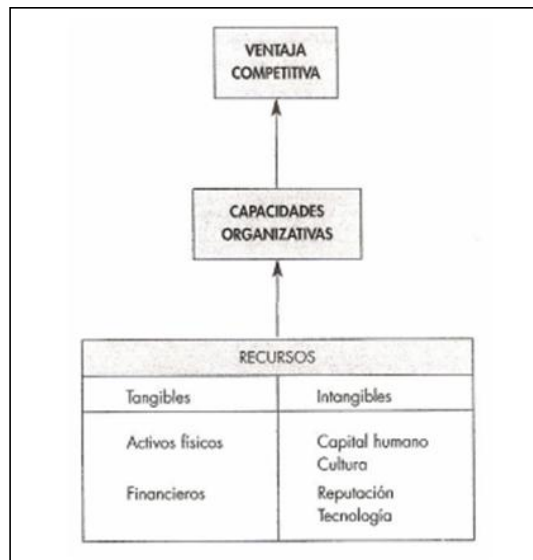 VENTAJA
COMPETITIVA
CAPACIDADES
ORGANIZATIVAS
RECURSOS
Tangibles
Intangibles
Activos físicos
Capital humano
Cultura
Financieros
Reputación
Tecnología